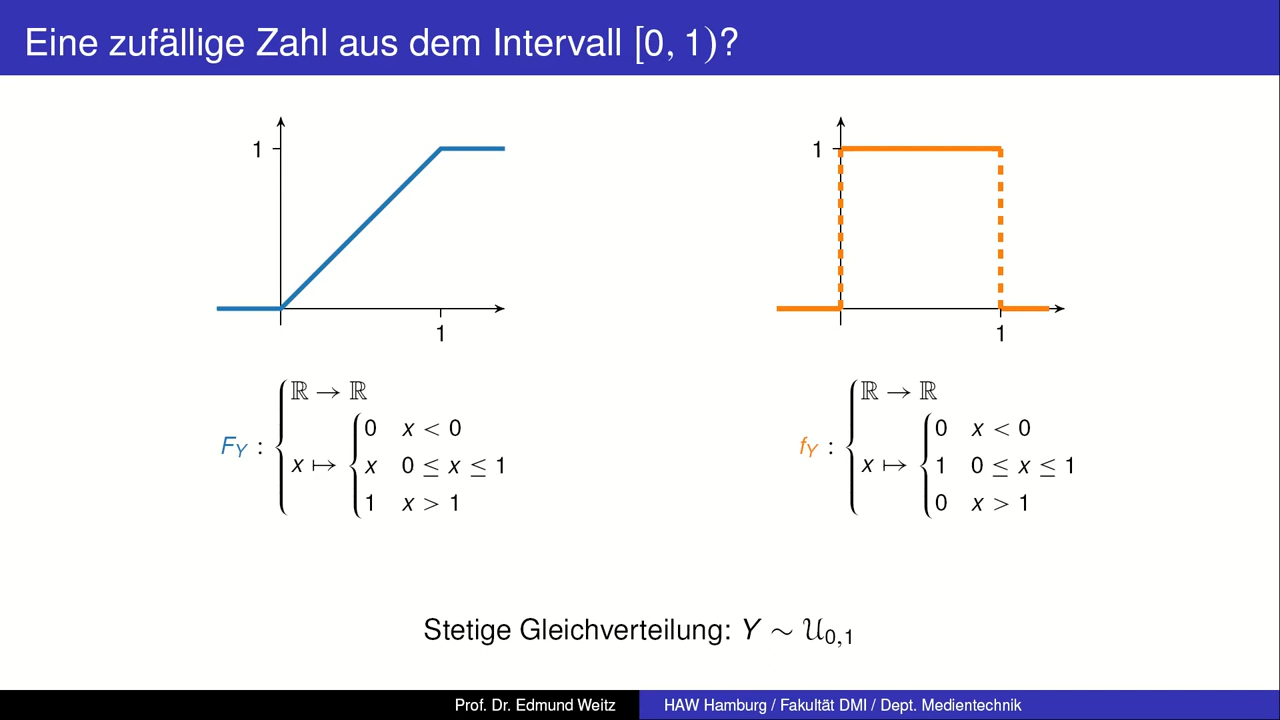 Eine zufällige Zahl aus dem Intervall [0, 1)?
1
1
1
1
F_Y : { ℝ → ℝ
x ↦ { 0 x < 0
x 0 ≤ x ≤ 1
1 x > 1
f_Y : { ℝ → ℝ
x ↦ { 0 x < 0
1 0 ≤ x ≤ 1
0 x > 1
Stetige Gleichverteilung: Y ∼ 𝒰₀,₁
Prof. Dr. Edmund Weitz
HAW Hamburg / Fakultät DMI / Dept. Medientechnik